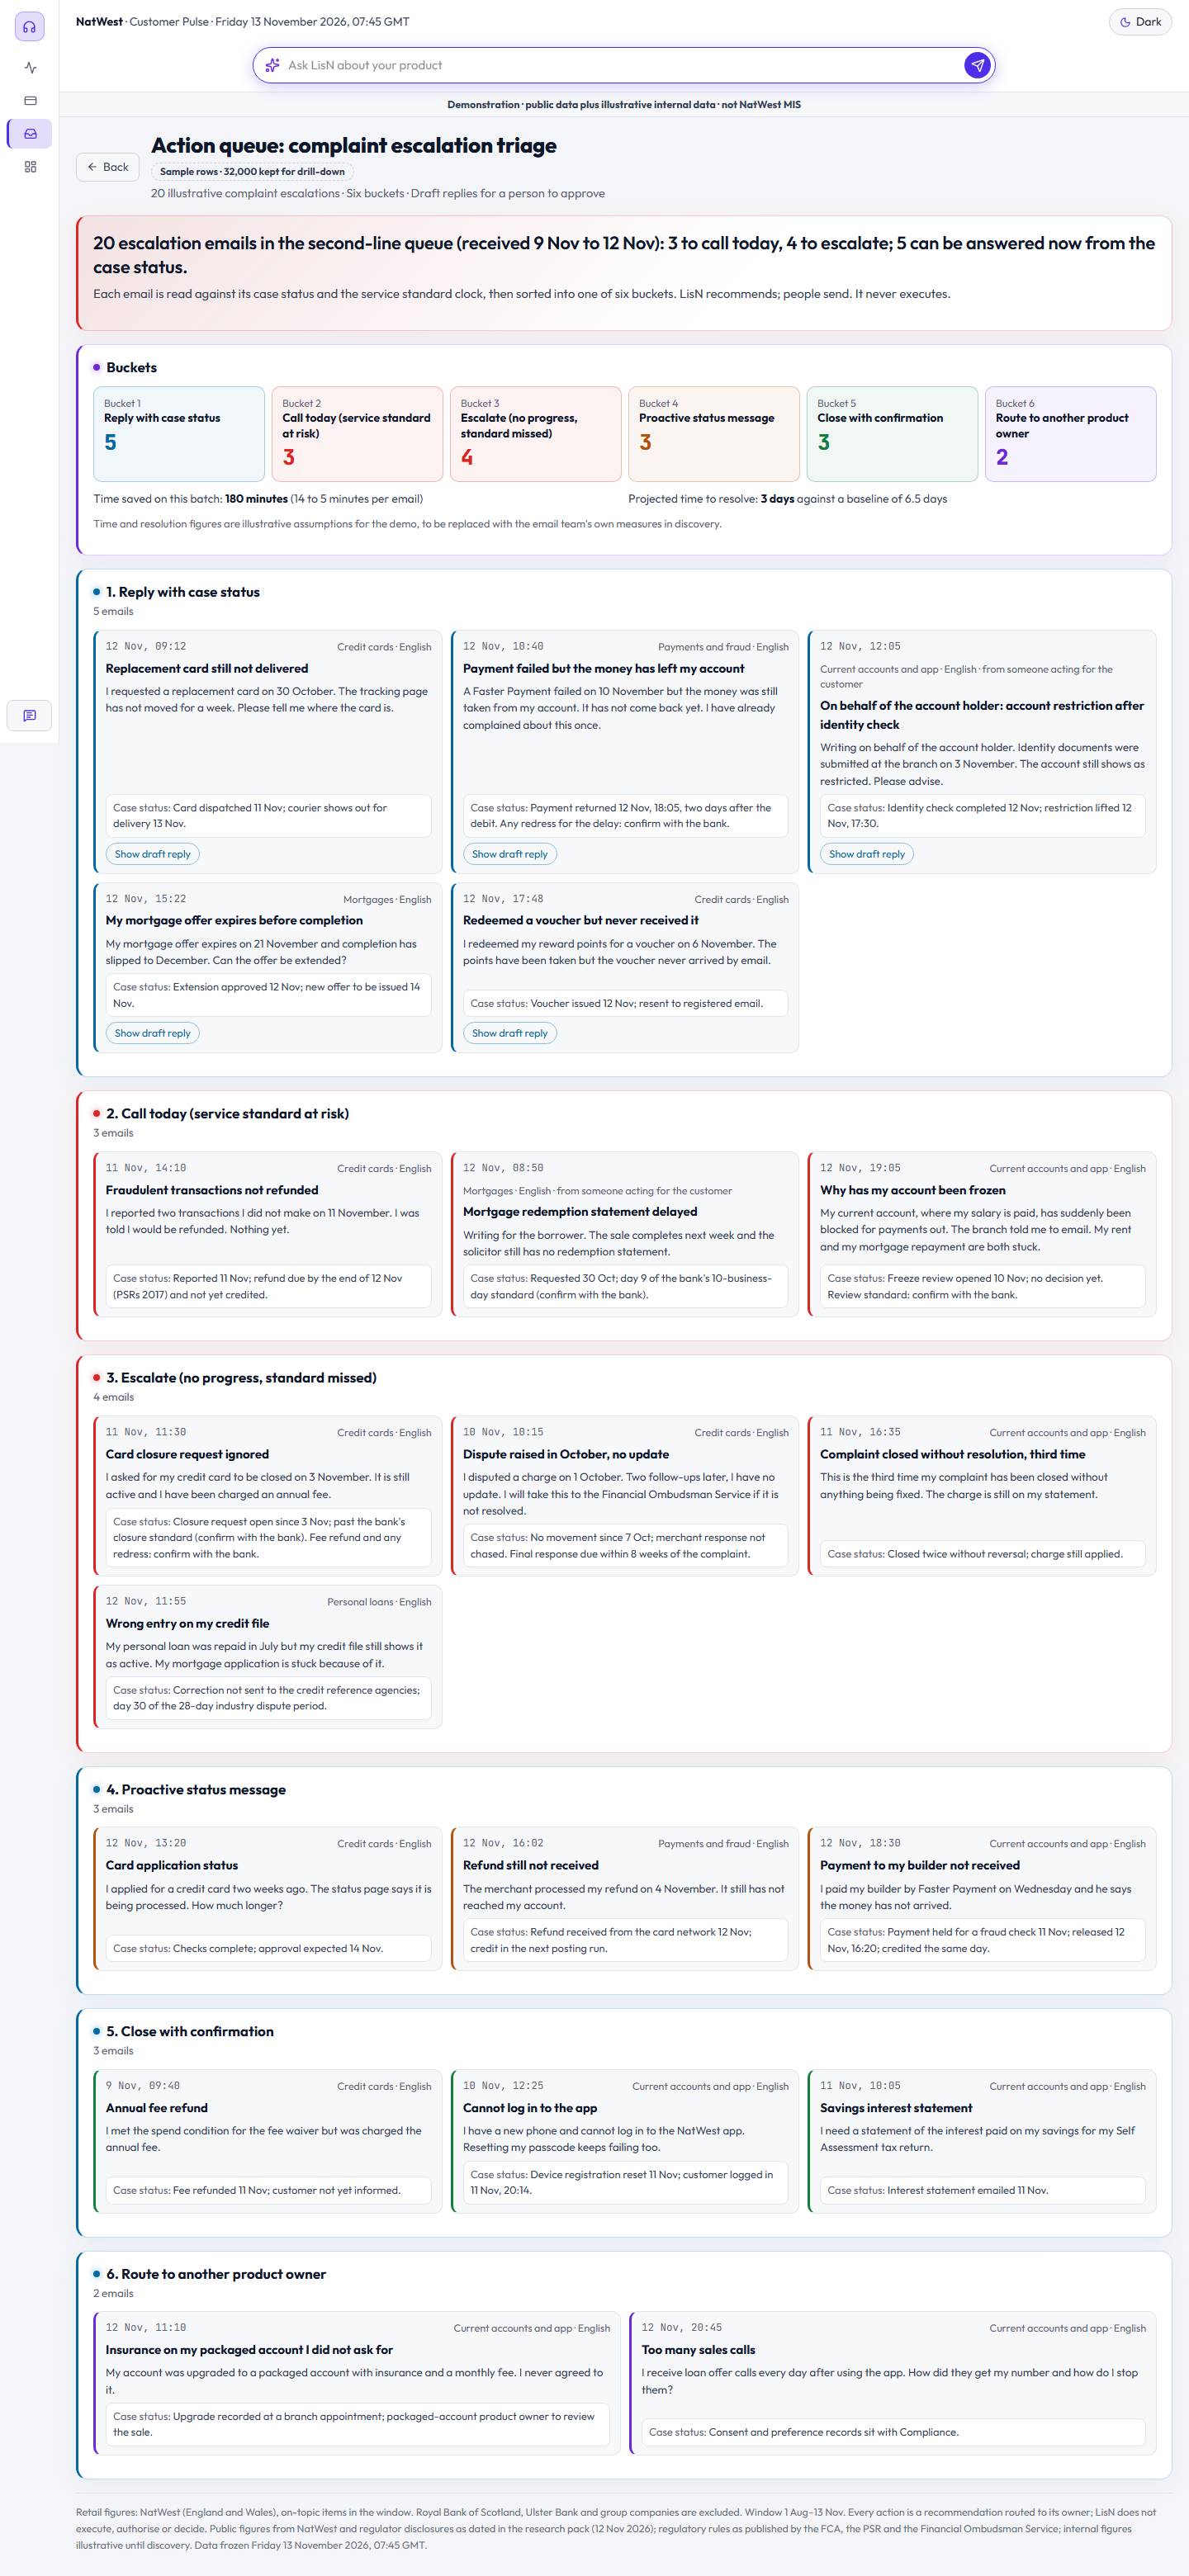 NatWest · Customer Pulse · Friday 13 November 2026, 07:45 GMT
Dark
Ask LisN about your product
Demonstration · public data plus illustrative internal data · not NatWest MIS
Back
Action queue: complaint escalation triage
Sample rows · 32,000 kept for drill-down
20 illustrative complaint escalations · Six buckets · Draft replies for a person to approve
20 escalation emails in the second-line queue (received 9 Nov to 12 Nov): 3 to call today, 4 to escalate; 5 can be answered now from the
case status.
Each email is read against its case status and the service standard clock, then sorted into one of six buckets. LisN recommends; people send. It never executes.
Buckets
Bucket 1
Reply with case status
5
Bucket 2
Call today (service standard
at risk)
3
Bucket 3
Escalate (no progress,
standard missed)
4
Bucket 4
Proactive status message
3
Bucket 5
Close with confirmation
3
Bucket 6
Route to another product
owner
2
Time saved on this batch: 180 minutes (14 to 5 minutes per email)
Projected time to resolve: 3 days against a baseline of 6.5 days
Time and resolution figures are illustrative assumptions for the demo, to be replaced with the email team's own measures in discovery.
1. Reply with case status
5 emails
12 Nov, 09:12
Credit cards · English
Replacement card still not delivered
I requested a replacement card on 30 October. The tracking page
has not moved for a week. Please tell me where the card is.
Case status: Card dispatched 11 Nov; courier shows out for
delivery 13 Nov.
Show draft reply
12 Nov, 10:40
Payments and fraud · English
Payment failed but the money has left my account
A Faster Payment failed on 10 November but the money was still
taken from my account. It has not come back yet. I have already
complained about this once.
Case status: Payment returned 12 Nov, 18:05, two days after the
debit. Any redress for the delay: confirm with the bank.
Show draft reply
12 Nov, 12:05
Current accounts and app · English · from someone acting for the
customer
On behalf of the account holder: account restriction after
identity check
Writing on behalf of the account holder. Identity documents were
submitted at the branch on 3 November. The account still shows as
restricted. Please advise.
Case status: Identity check completed 12 Nov; restriction lifted 12
Nov, 17:30.
Show draft reply
12 Nov, 15:22
Mortgages · English
My mortgage offer expires before completion
My mortgage offer expires on 21 November and completion has
slipped to December. Can the offer be extended?
Case status: Extension approved 12 Nov; new offer to be issued 14
Nov.
Show draft reply
12 Nov, 17:48
Credit cards · English
Redeemed a voucher but never received it
I redeemed my reward points for a voucher on 6 November. The
points have been taken but the voucher never arrived by email.
Case status: Voucher issued 12 Nov; resent to registered email.
Show draft reply
2. Call today (service standard at risk)
3 emails
11 Nov, 14:10
Credit cards · English
Fraudulent transactions not refunded
I reported two transactions I did not make on 11 November. I was
told I would be refunded. Nothing yet.
Case status: Reported 11 Nov; refund due by the end of 12 Nov
(PSRs 2017) and not yet credited.
12 Nov, 08:50
Mortgages · English · from someone acting for the customer
Mortgage redemption statement delayed
Writing for the borrower. The sale completes next week and the
solicitor still has no redemption statement.
Case status: Requested 30 Oct; day 9 of the bank's 10-business-
day standard (confirm with the bank).
12 Nov, 19:05
Current accounts and app · English
Why has my account been frozen
My current account, where my salary is paid, has suddenly been
blocked for payments out. The branch told me to email. My rent
and my mortgage repayment are both stuck.
Case status: Freeze review opened 10 Nov; no decision yet.
Review standard: confirm with the bank.
3. Escalate (no progress, standard missed)
4 emails
11 Nov, 11:30
Credit cards · English
Card closure request ignored
I asked for my credit card to be closed on 3 November. It is still
active and I have been charged an annual fee.
Case status: Closure request open since 3 Nov; past the bank's
closure standard (confirm with the bank). Fee refund and any
redress: confirm with the bank.
10 Nov, 10:15
Credit cards · English
Dispute raised in October, no update
I disputed a charge on 1 October. Two follow-ups later, I have no
update. I will take this to the Financial Ombudsman Service if it is
not resolved.
Case status: No movement since 7 Oct; merchant response not
chased. Final response due within 8 weeks of the complaint.
11 Nov, 16:35
Current accounts and app · English
Complaint closed without resolution, third time
This is the third time my complaint has been closed without
anything being fixed. The charge is still on my statement.
Case status: Closed twice without reversal; charge still applied.
12 Nov, 11:55
Personal loans · English
Wrong entry on my credit file
My personal loan was repaid in July but my credit file still shows it
as active. My mortgage application is stuck because of it.
Case status: Correction not sent to the credit reference agencies;
day 30 of the 28-day industry dispute period.
4. Proactive status message
3 emails
12 Nov, 13:20
Credit cards · English
Card application status
I applied for a credit card two weeks ago. The status page says it is
being processed. How much longer?
Case status: Checks complete; approval expected 14 Nov.
12 Nov, 16:02
Payments and fraud · English
Refund still not received
The merchant processed my refund on 4 November. It still has not
reached my account.
Case status: Refund received from the card network 12 Nov;
credit in the next posting run.
12 Nov, 18:30
Current accounts and app · English
Payment to my builder not received
I paid my builder by Faster Payment on Wednesday and he says
the money has not arrived.
Case status: Payment held for a fraud check 11 Nov; released 12
Nov, 16:20; credited the same day.
5. Close with confirmation
3 emails
9 Nov, 09:40
Credit cards · English
Annual fee refund
I met the spend condition for the fee waiver but was charged the
annual fee.
Case status: Fee refunded 11 Nov; customer not yet informed.
10 Nov, 12:25
Current accounts and app · English
Cannot log in to the app
I have a new phone and cannot log in to the NatWest app.
Resetting my passcode keeps failing too.
Case status: Device registration reset 11 Nov; customer logged in
11 Nov, 20:14.
11 Nov, 10:05
Current accounts and app · English
Savings interest statement
I need a statement of the interest paid on my savings for my Self
Assessment tax return.
Case status: Interest statement emailed 11 Nov.
6. Route to another product owner
2 emails
12 Nov, 11:10
Current accounts and app · English
Insurance on my packaged account I did not ask for
My account was upgraded to a packaged account with insurance and a monthly fee. I never agreed to
it.
Case status: Upgrade recorded at a branch appointment; packaged-account product owner to review
the sale.
12 Nov, 20:45
Current accounts and app · English
Too many sales calls
I receive loan offer calls every day after using the app. How did they get my number and how do I stop
them?
Case status: Consent and preference records sit with Compliance.
Retail figures: NatWest (England and Wales), on-topic items in the window. Royal Bank of Scotland, Ulster Bank and group companies are excluded. Window 1 Aug–13 Nov. Every action is a recommendation routed to its owner; LisN does not
execute, authorise or decide. Public figures from NatWest and regulator disclosures as dated in the research pack (12 Nov 2026); regulatory rules as published by the FCA, the PSR and the Financial Ombudsman Service; internal figures
illustrative until discovery. Data frozen Friday 13 November 2026, 07:45 GMT.